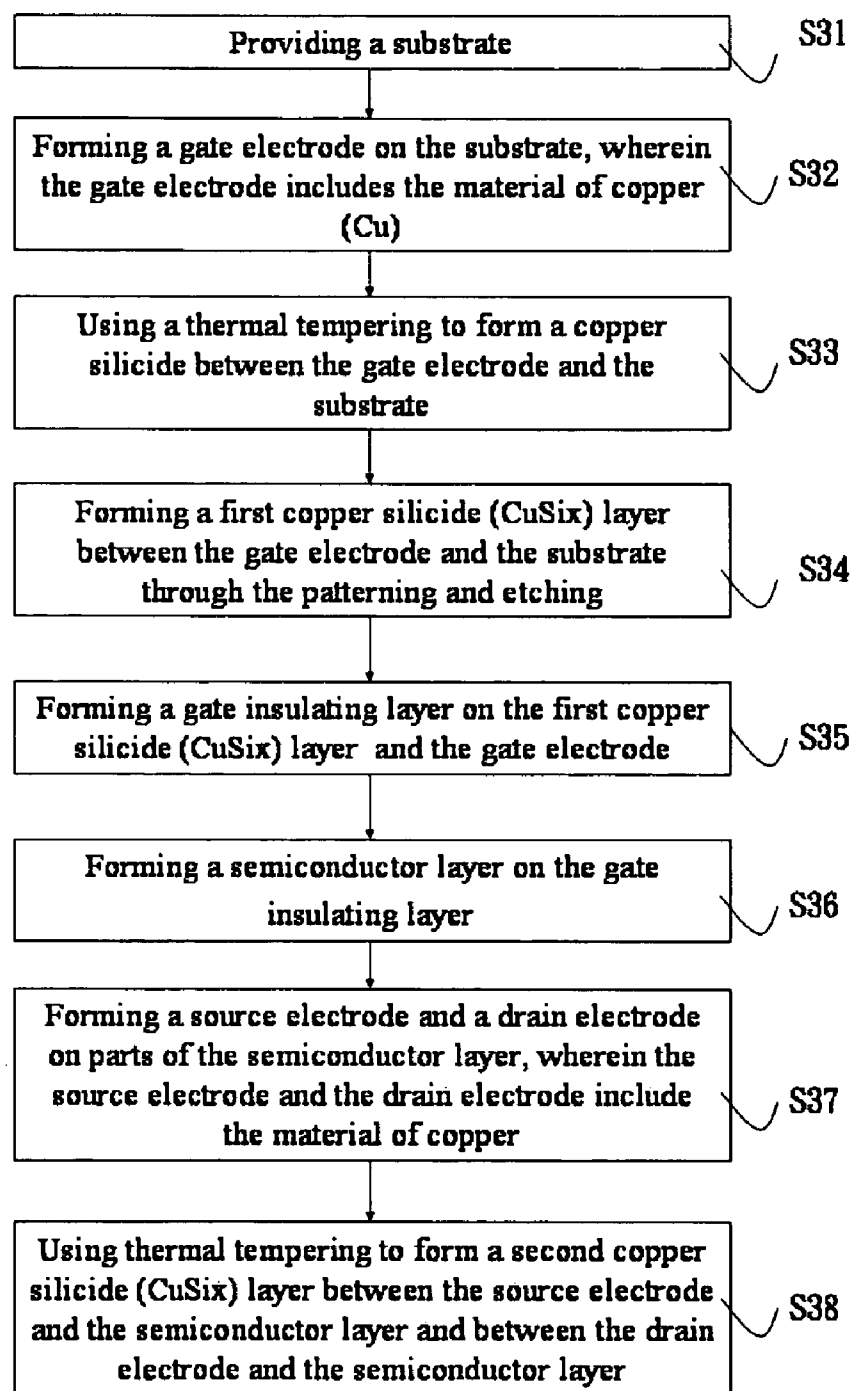 Providing a substrate
S31
Forming a gate electrode on the substrate, wherein
the gate electrode includes the material of copper
(Cu)
S32
Using a thermal tempering to form a copper
silicide between the gate electrode and the
substrate
S33
Forming a first copper silicide (CuSix) layer
between the gate electrode and the substrate
through the patterning and etching
S34
Forming a gate insulating layer on the first copper
silicide (CuSix) layer and the gate electrode
S35
Forming a semiconductor layer on the gate
insulating layer
S36
Forming a source electrode and a drain electrode
on parts of the semiconductor layer, wherein the
source electrode and the drain electrode include
the material of copper
S37
Using thermal tempering to form a second copper
silicide (CuSix) layer between the source electrode
and the semiconductor layer and between the drain
electrode and the semiconductor layer
S38